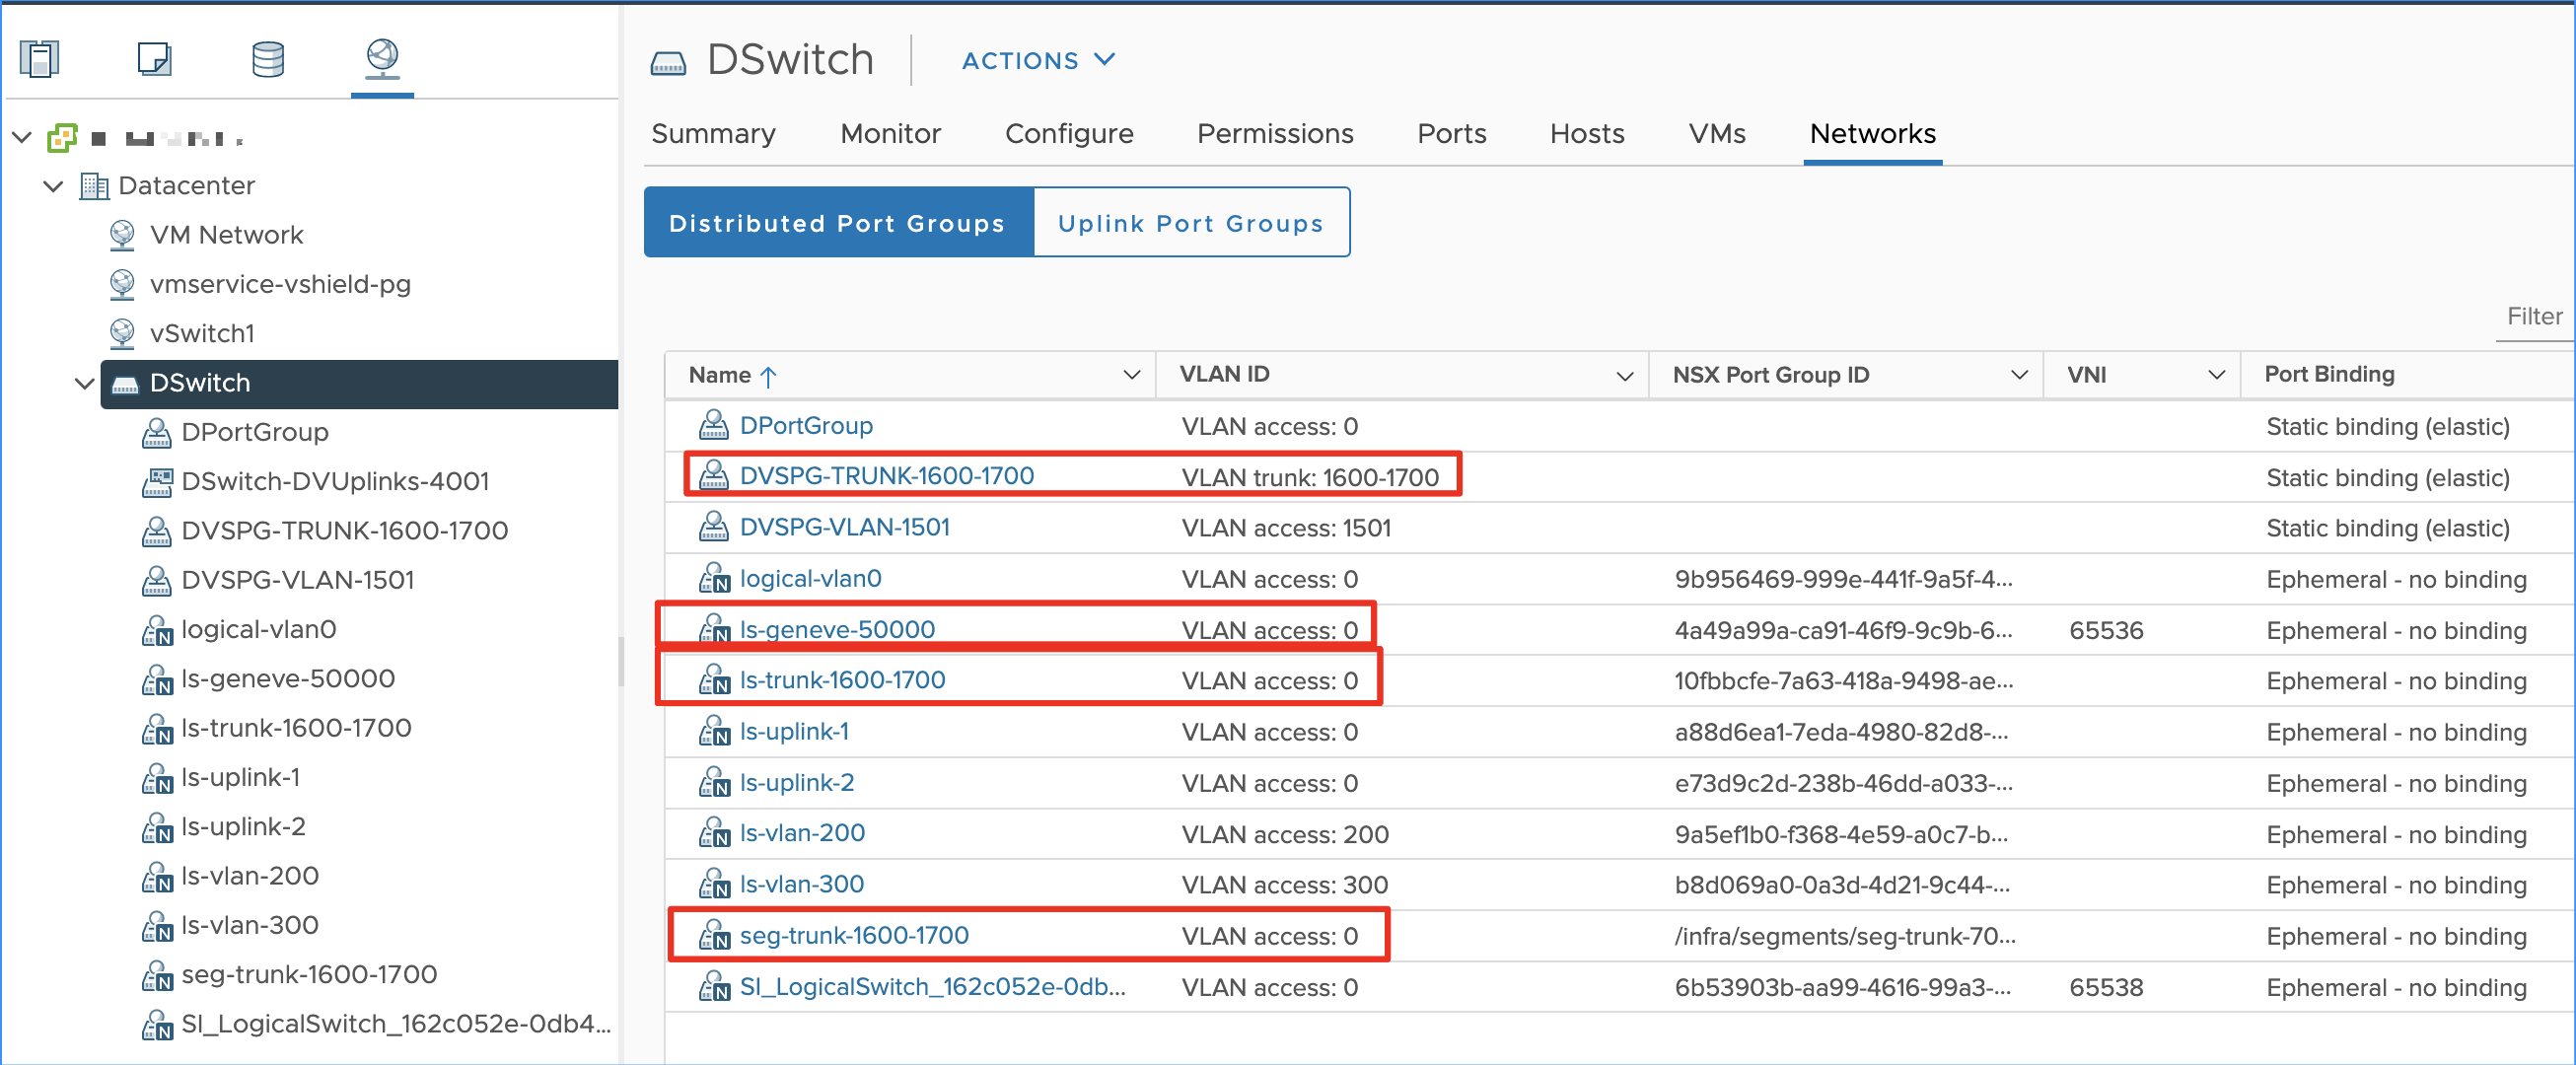 DSwitch
ACTIONS
Summary Monitor Configure Permissions Ports Hosts VMs Networks
Distributed Port Groups Uplink Port Groups
Filter
Datacenter
VM Network
vmservice-vshield-pg
vSwitch1
DSwitch
DPortGroup
DSwitch-DVUplinks-4001
DVSPG-TRUNK-1600-1700
DVSPG-VLAN-1501
logical-vlan0
ls-geneve-50000
ls-trunk-1600-1700
ls-uplink-1
ls-uplink-2
ls-vlan-200
ls-vlan-300
seg-trunk-1600-1700
SI_LogicalSwitch_162c052e-0db4...
Name VLAN ID NSX Port Group ID VNI Port Binding
DPortGroup VLAN access: 0 Static binding (elastic)
DVSPG-TRUNK-1600-1700 VLAN trunk: 1600-1700 Static binding (elastic)
DVSPG-VLAN-1501 VLAN access: 1501 Static binding (elastic)
logical-vlan0 VLAN access: 0 9b956469-999e-441f-9a5f-4... Ephemeral - no binding
ls-geneve-50000 VLAN access: 0 4a49a99a-ca91-46f9-9c9b-6... 65536 Ephemeral - no binding
ls-trunk-1600-1700 VLAN access: 0 10fbbcfe-7a63-418a-9498-ae... Ephemeral - no binding
ls-uplink-1 VLAN access: 0 a88d6ea1-7eda-4980-82d8-... Ephemeral - no binding
ls-uplink-2 VLAN access: 0 e73d9c2d-238b-46dd-a033-... Ephemeral - no binding
ls-vlan-200 VLAN access: 200 9a5ef1b0-f368-4e59-a0c7-b... Ephemeral - no binding
ls-vlan-300 VLAN access: 300 b8d069a0-0a3d-4d21-9c44-... Ephemeral - no binding
seg-trunk-1600-1700 VLAN access: 0 /infra/segments/seg-trunk-70... Ephemeral - no binding
SI_LogicalSwitch_162c052e-0db... VLAN access: 0 6b53903b-aa99-4616-99a3-... 65538 Ephemeral - no binding